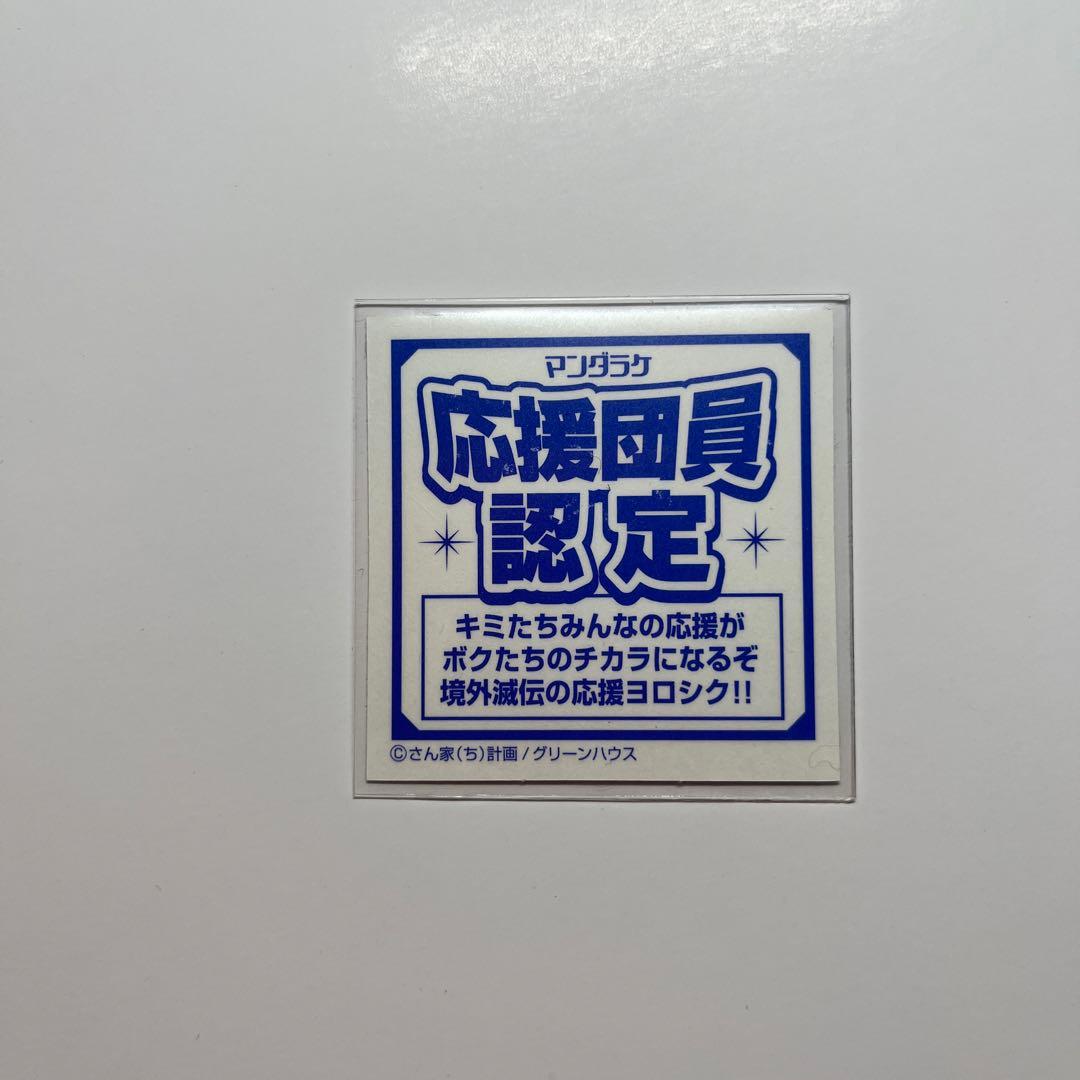 マンダラケ
応援団員
認定
キミたちみんなの応援が
ボクたちのチカラになるぞ
境外滅伝の応援ヨロシク!!
©さん家(ち)計画/グリーンハウス